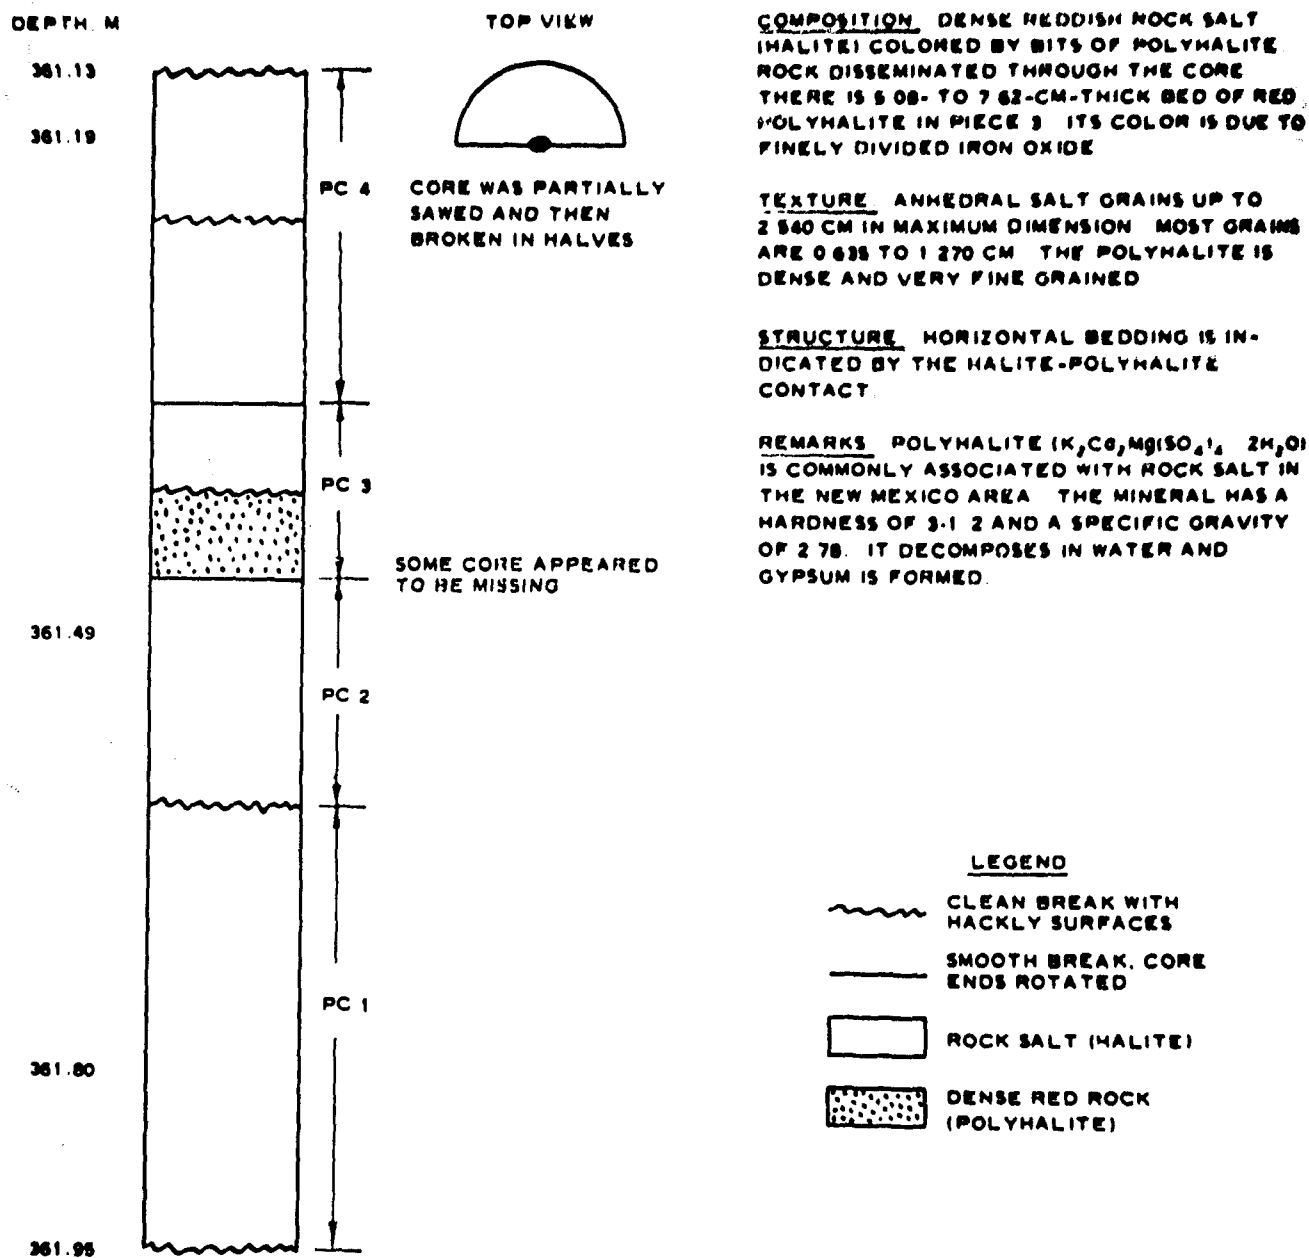 DEPTH. M
361.13
361.19
361.49
361.80
361.95
PC 4
PC 3
PC 2
PC 1
TOP VIEW
CORE WAS PARTIALLY
SAWED AND THEN
BROKEN IN HALVES
SOME CORE APPEARED
TO BE MISSING
COMPOSITION DENSE REDDISH ROCK SALT
(HALITE) COLORED BY BITS OF POLYHALITE
ROCK DISSEMINATED THROUGH THE CORE
THERE IS 5 08- TO 7 62-CM-THICK BED OF RED
POLYHALITE IN PIECE 3 ITS COLOR IS DUE TO
FINELY DIVIDED IRON OXIDE
TEXTURE ANHEDRAL SALT GRAINS UP TO
2 540 CM IN MAXIMUM DIMENSION MOST GRAINS
ARE 0 635 TO 1 270 CM THE POLYHALITE IS
DENSE AND VERY FINE GRAINED
STRUCTURE HORIZONTAL BEDDING IS IN-
DICATED BY THE HALITE-POLYHALITE
CONTACT
REMARKS POLYHALITE (K₂Ca₂Mg(SO₄)₄ 2H₂O)
IS COMMONLY ASSOCIATED WITH ROCK SALT IN
THE NEW MEXICO AREA THE MINERAL HAS A
HARDNESS OF 3-1 2 AND A SPECIFIC GRAVITY
OF 2 78. IT DECOMPOSES IN WATER AND
GYPSUM IS FORMED.
LEGEND
CLEAN BREAK WITH
HACKLY SURFACES
SMOOTH BREAK, CORE
ENDS ROTATED
ROCK SALT (HALITE)
DENSE RED ROCK
(POLYHALITE)